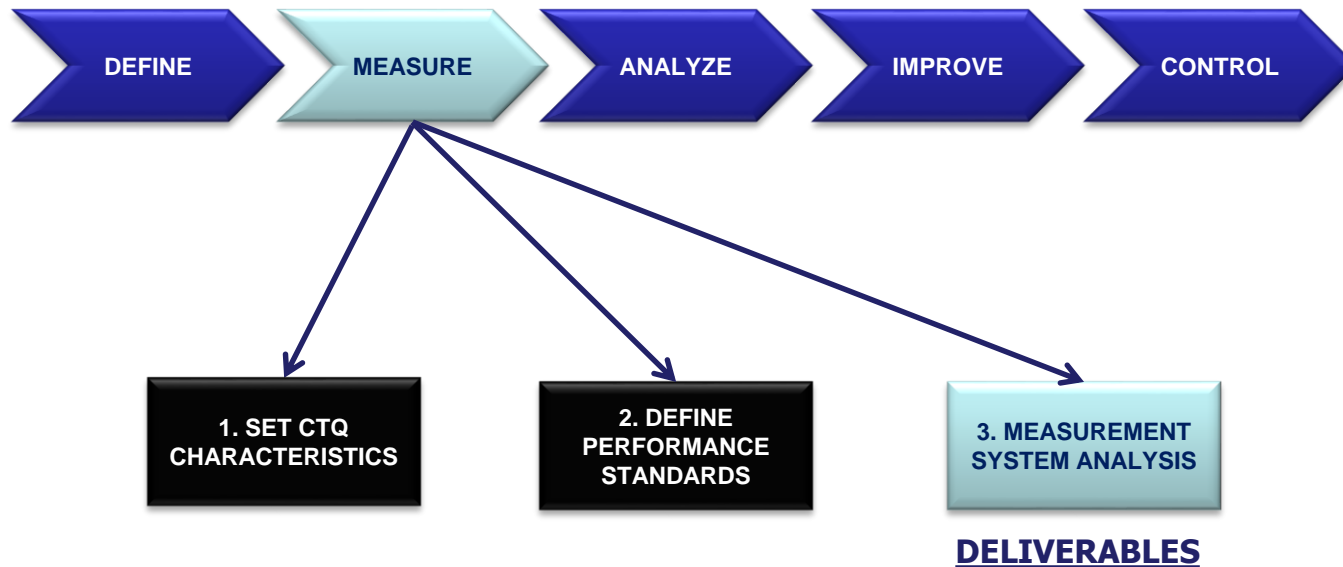 DEFINE
MEASURE
ANALYZE
IMPROVE
CONTROL
1. SET CTQ
CHARACTERISTICS
2. DEFINE
PERFORMANCE
STANDARDS
3. MEASUREMENT
SYSTEM ANALYSIS
DELIVERABLES